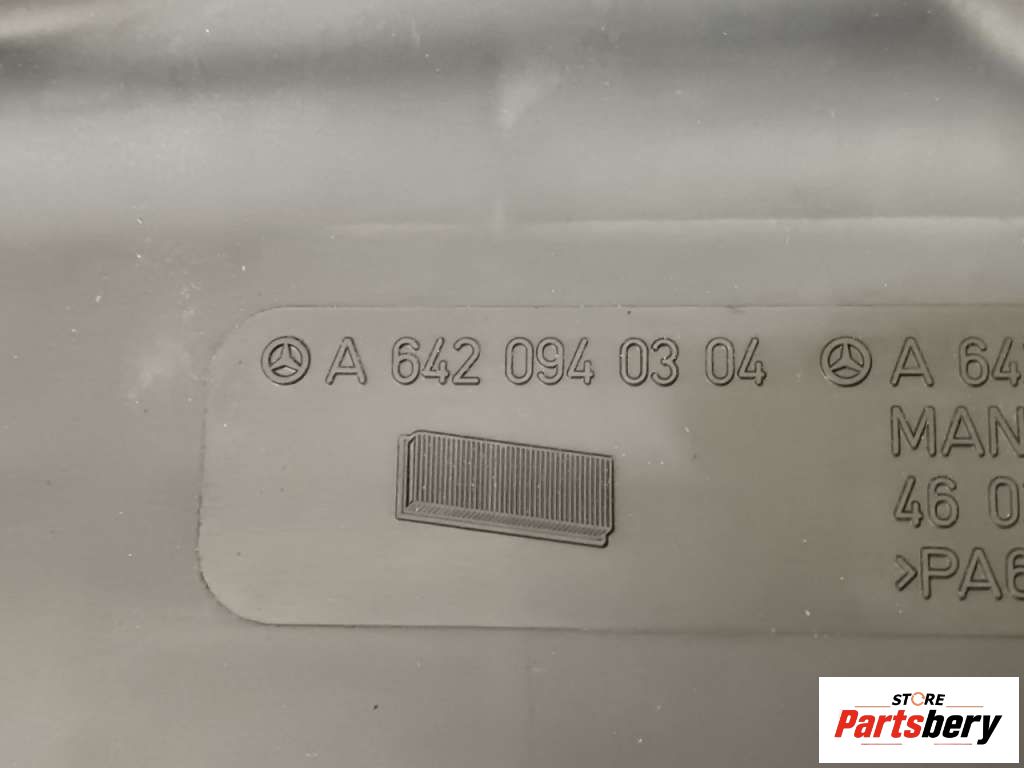 A 642 094 03 04 A 64
MAN
46 0
>PA6
STORE
Partsbery